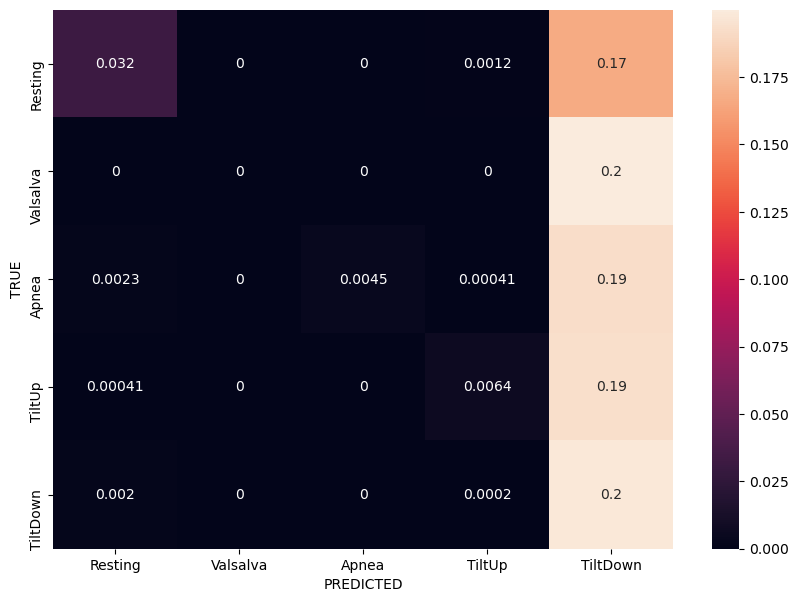 Resting 0.032 0 0 0.0012 0.17
Valsalva 0 0 0 0 0.2
Apnea 0.0023 0 0.0045 0.00041 0.19
TiltUp 0.00041 0 0 0.0064 0.19
TiltDown 0.002 0 0 0.0002 0.2
TRUE
Resting Valsalva Apnea TiltUp TiltDown
PREDICTED
0.175
0.150
0.125
0.100
0.075
0.050
0.025
0.000